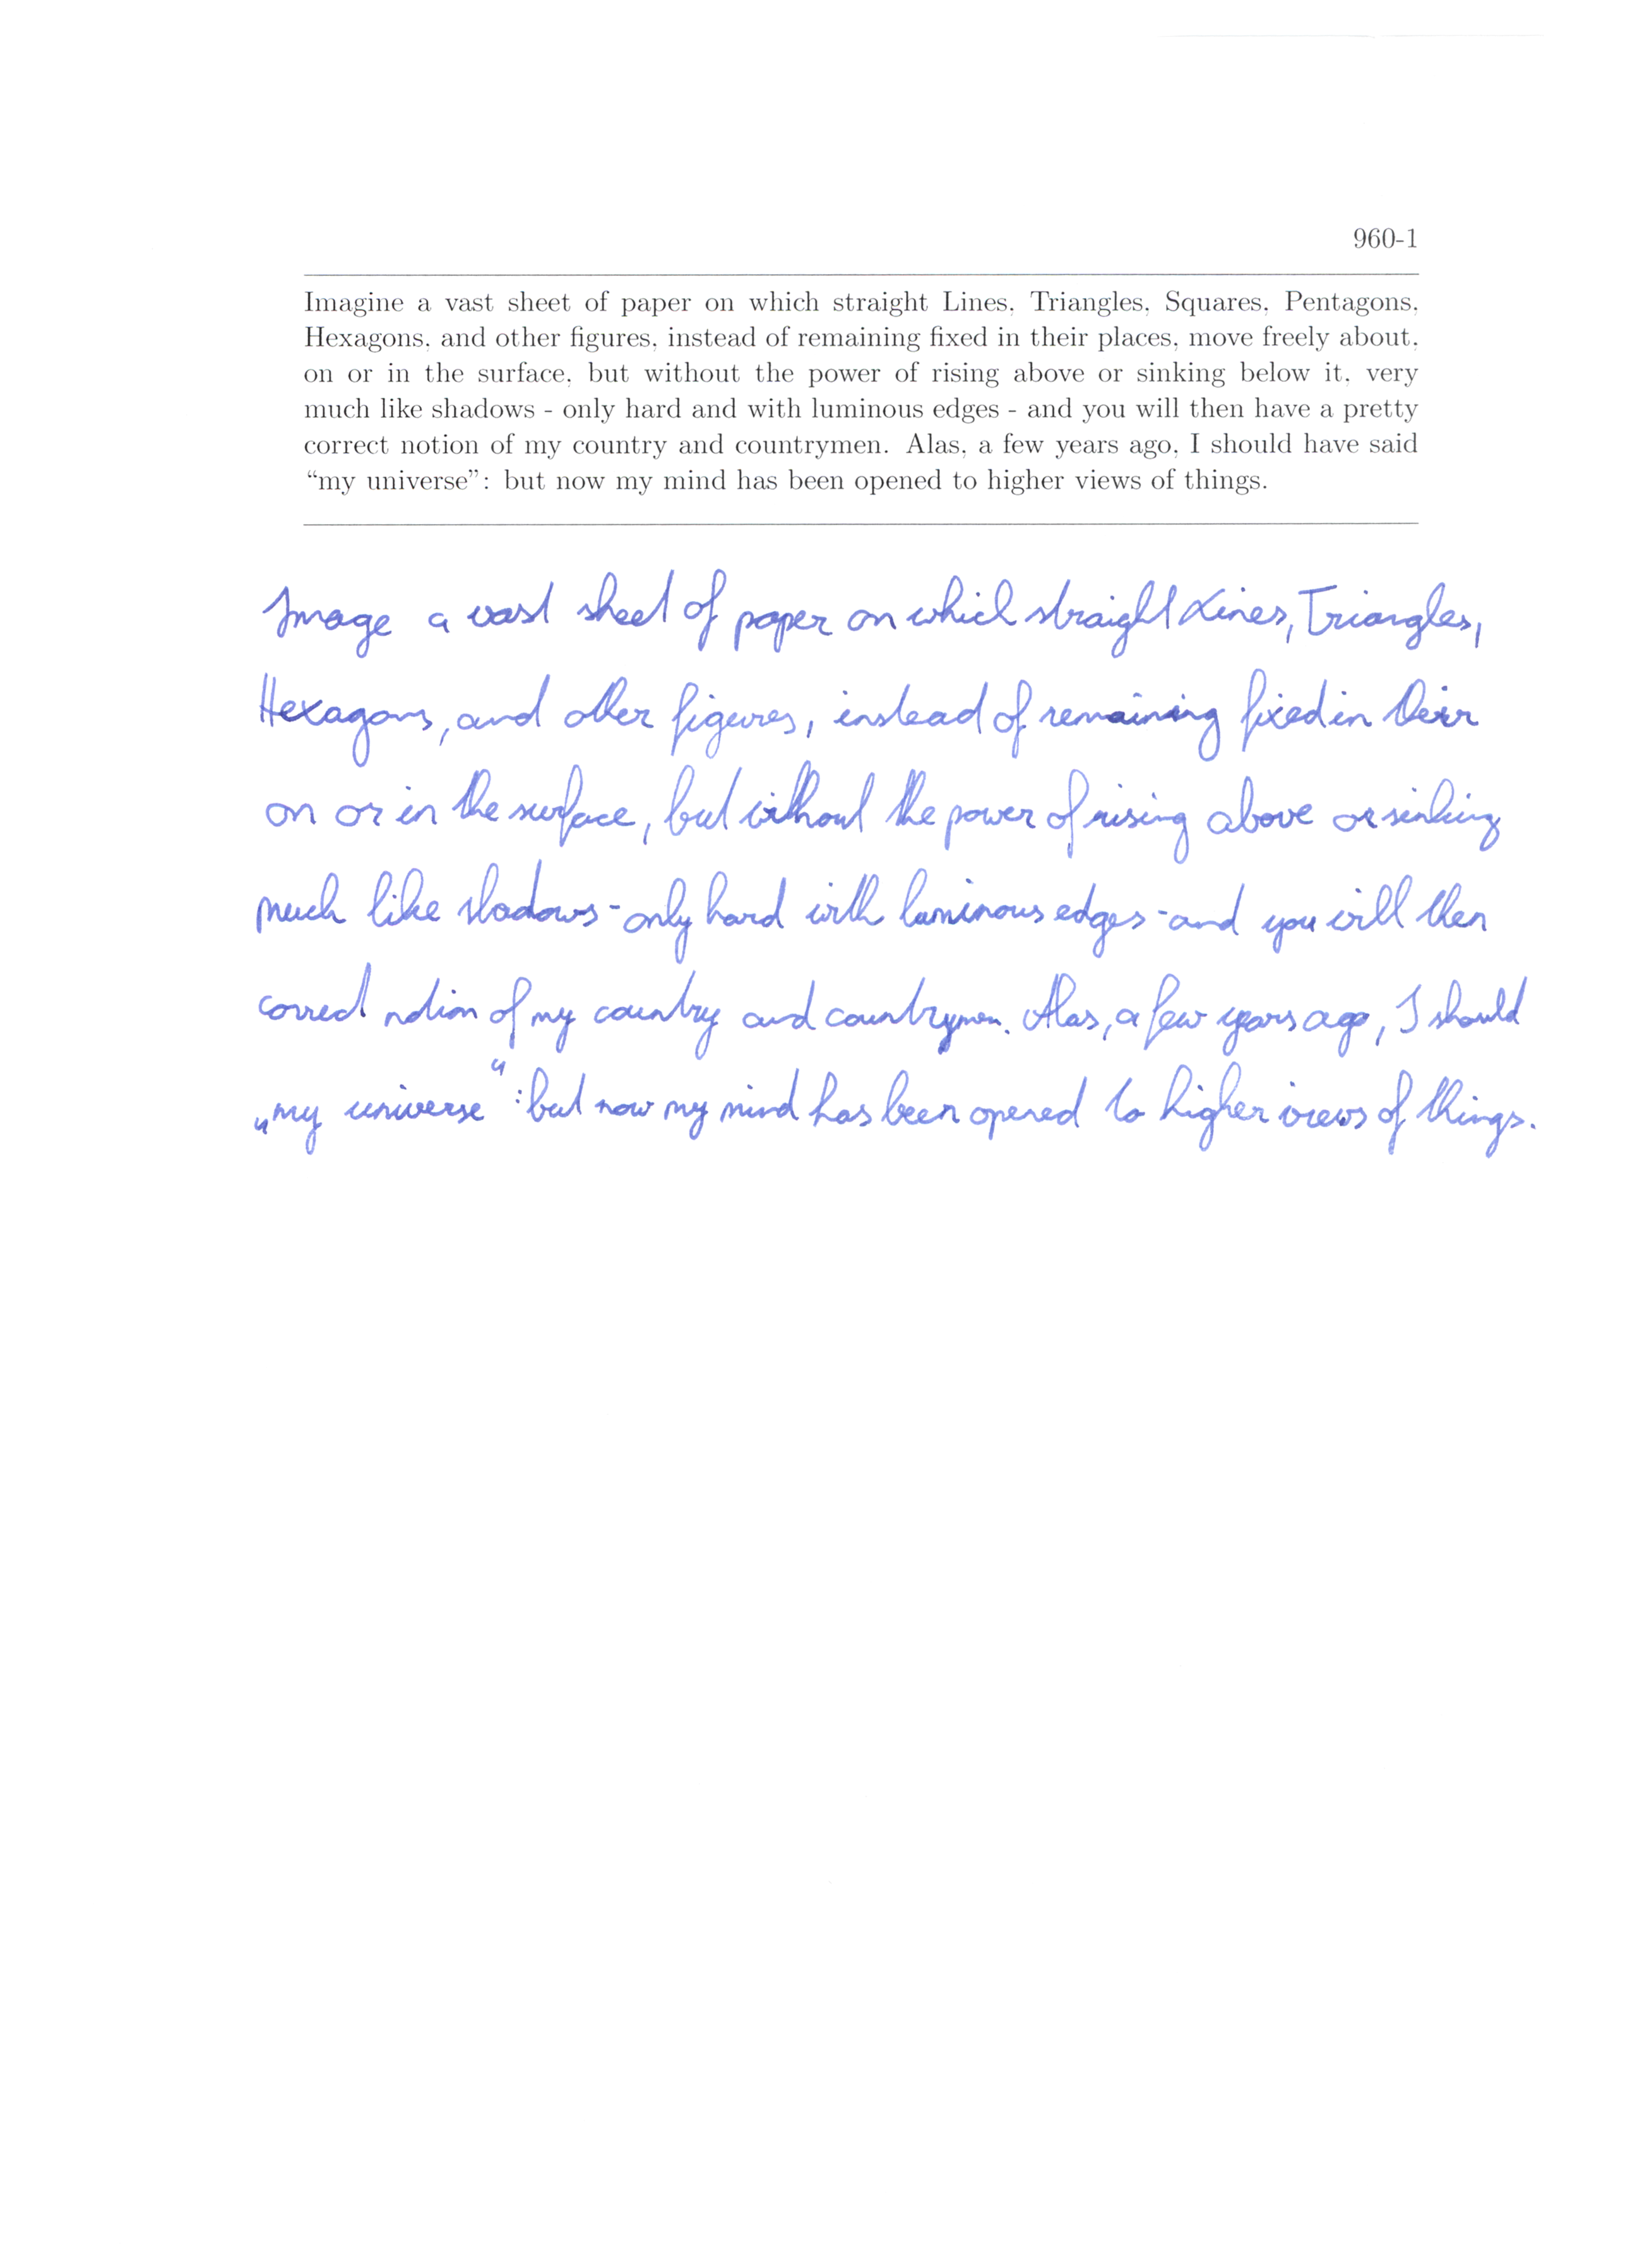 960-1
Imagine a vast sheet of paper on which straight Lines, Triangles, Squares, Pentagons,
Hexagons, and other figures, instead of remaining fixed in their places, move freely about,
on or in the surface, but without the power of rising above or sinking below it, very
much like shadows - only hard and with luminous edges - and you will then have a pretty
correct notion of my country and countrymen. Alas, a few years ago, I should have said
“my universe”: but now my mind has been opened to higher views of things.
Image a vast sheet of paper on which straight Lines, Triangles,
Hexagons, and other figures, instead of remaining fixed in their
on or in the surface, but without the power of rising above or sinking
much like shadows - only hard with luminous edges - and you will then
correct notion of my country and countrymen. Alas, a few years ago, I should
„my universe“: but now my mind has been opened to higher views of things.